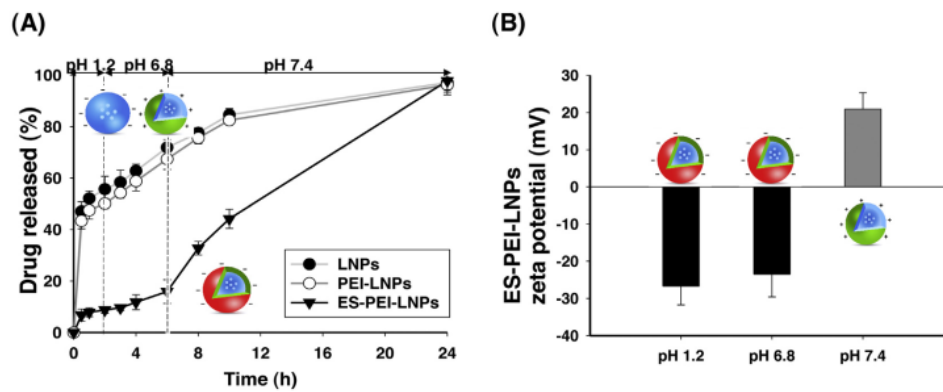 (A)
pH 1.2 pH 6.8 pH 7.4
100
80
60
40
20
0
Drug released (%)
LNPs
PEI-LNPs
ES-PEI-LNPs
0 4 8 12 16 20 24
Time (h)
(B)
30
20
10
0
-10
-20
-30
-40
ES-PEI-LNPs
zeta potential (mV)
pH 1.2 pH 6.8 pH 7.4